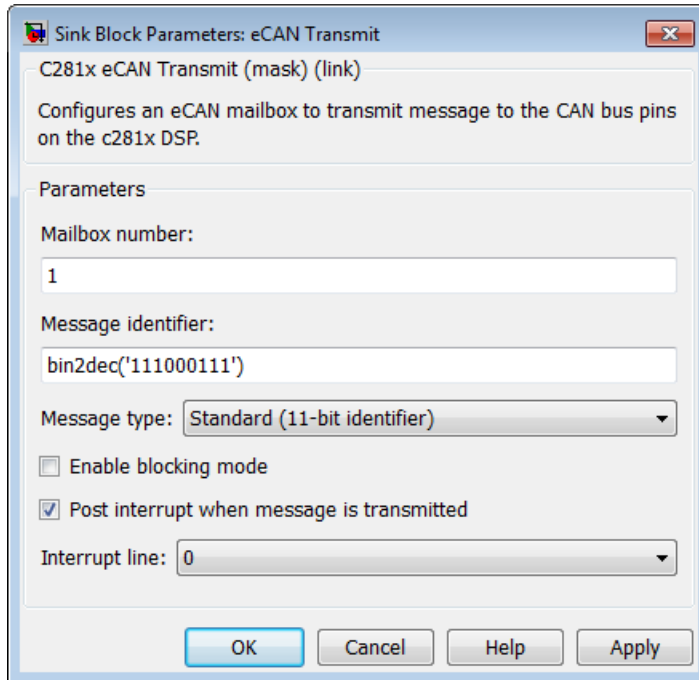 Sink Block Parameters: eCAN Transmit
C281x eCAN Transmit (mask) (link)
Configures an eCAN mailbox to transmit message to the CAN bus pins
on the c281x DSP.
Parameters
Mailbox number:
1
Message identifier:
bin2dec('111000111')
Message type: Standard (11-bit identifier)
Enable blocking mode
Post interrupt when message is transmitted
Interrupt line: 0
OK Cancel Help Apply